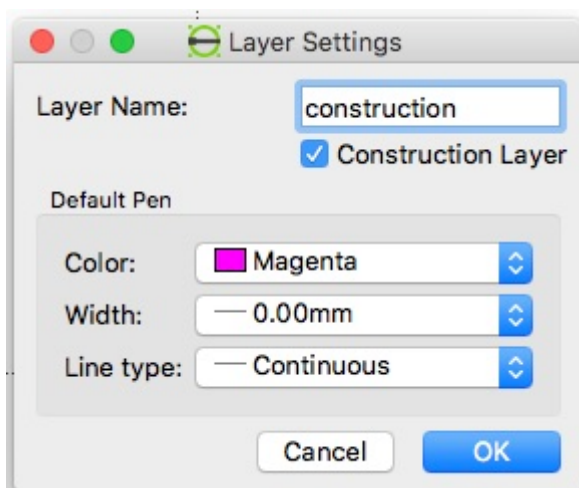 Layer Settings
Layer Name: construction
Construction Layer
Default Pen
Color: Magenta
Width: 0.00mm
Line type: Continuous
Cancel OK